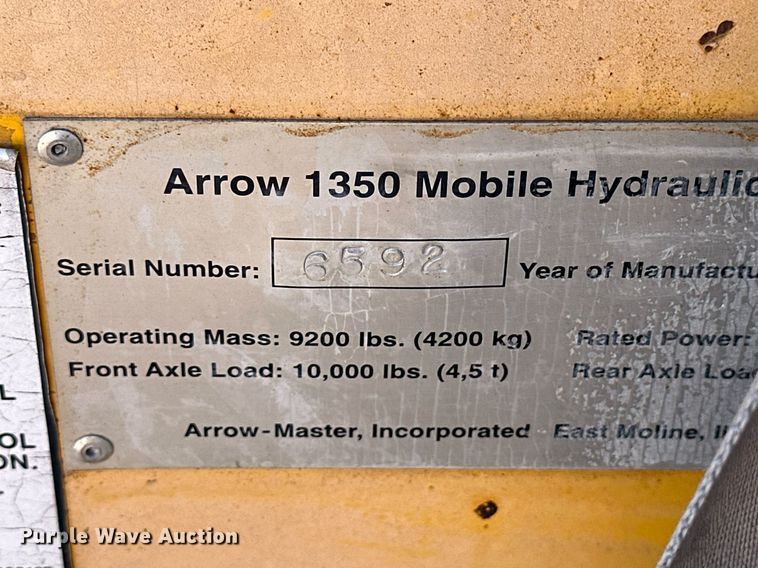 Arrow 1350 Mobile Hydraulic
Serial Number: 6592 Year of Manufactu
Operating Mass: 9200 lbs. (4200 kg) Rated Power:
Front Axle Load: 10,000 lbs. (4,5 t) Rear Axle Loa
Arrow-Master, Incorporated East Moline, Il
L
OL
ON.
Purple Wave Auction